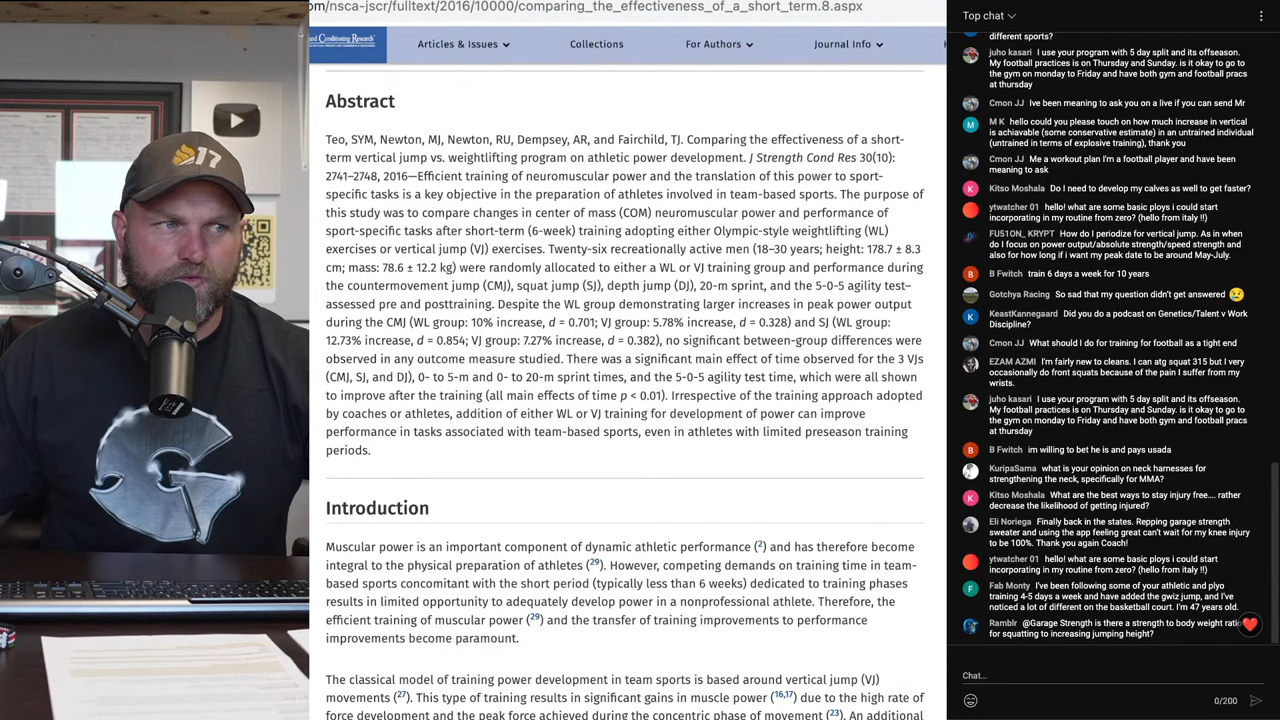 om/nsca-jscr/fulltext/2016/10000/comparing_the_effectiveness_of_a_short_term.8.aspx
and Conditioning Research
Articles & Issues
Collections
For Authors
Journal Info
Abstract
Teo, SYM, Newton, MJ, Newton, RU, Dempsey, AR, and Fairchild, TJ. Comparing the effectiveness of a short-
term vertical jump vs. weightlifting program on athletic power development. J Strength Cond Res 30(10):
2741–2748, 2016—Efficient training of neuromuscular power and the translation of this power to sport-
specific tasks is a key objective in the preparation of athletes involved in team-based sports. The purpose of
this study was to compare changes in center of mass (COM) neuromuscular power and performance of
sport-specific tasks after short-term (6-week) training adopting either Olympic-style weightlifting (WL)
exercises or vertical jump (VJ) exercises. Twenty-six recreationally active men (18–30 years; height: 178.7 ± 8.3
cm; mass: 78.6 ± 12.2 kg) were randomly allocated to either a WL or VJ training group and performance during
the countermovement jump (CMJ), squat jump (SJ), depth jump (DJ), 20-m sprint, and the 5-0-5 agility test–
assessed pre and posttraining. Despite the WL group demonstrating larger increases in peak power output
during the CMJ (WL group: 10% increase, d = 0.701; VJ group: 5.78% increase, d = 0.328) and SJ (WL group:
12.73% increase, d = 0.854; VJ group: 7.27% increase, d = 0.382), no significant between-group differences were
observed in any outcome measure studied. There was a significant main effect of time observed for the 3 VJs
(CMJ, SJ, and DJ), 0- to 5-m and 0- to 20-m sprint times, and the 5-0-5 agility test time, which were all shown
to improve after the training (all main effects of time p < 0.01). Irrespective of the training approach adopted
by coaches or athletes, addition of either WL or VJ training for development of power can improve
performance in tasks associated with team-based sports, even in athletes with limited preseason training
periods.
Introduction
Muscular power is an important component of dynamic athletic performance (2) and has therefore become
integral to the physical preparation of athletes (29). However, competing demands on training time in team-
based sports concomitant with the short period (typically less than 6 weeks) dedicated to training phases
results in limited opportunity to adequately develop power in a nonprofessional athlete. Therefore, the
efficient training of muscular power (29) and the transfer of training improvements to performance
improvements become paramount.
The classical model of training power development in team sports is based around vertical jump (VJ)
movements (27). This type of training results in significant gains in muscle power (16,17) due to the high rate of
force development and the peak force achieved during the concentric phase of movement (23). An additional
17
Top chat
different sports?
juho kasari I use your program with 5 day split and its offseason.
My football practices is on Thursday and Sunday. is it okay to go to
the gym on monday to Friday and have both gym and football pracs
at thursday
Cmon JJ Ive been meaning to ask you on a live if you can send Mr
M K hello could you please touch on how much increase in vertical
is achiavable (some conservative estimate) in an untrained individual
(untrained in terms of explosive training), thank you
Cmon JJ Me a workout plan I'm a football player and have been
meaning to ask
Kitso Moshala Do I need to develop my calves as well to get faster?
ytwatcher 01 hello! what are some basic ploys i could start
incorporating in my routine from zero? (hello from italy !!)
FU51ON_ KRYPT How do I periodize for vertical jump. As in when
do I focus on power output/absolute strength/speed strength and
also for how long if i want my peak date to be around May-July.
B Fwitch train 6 days a week for 10 years
Gotchya Racing So sad that my question didn't get answered 😢
KeastKannegaard Did you do a podcast on Genetics/Talent v Work
Discipline?
Cmon JJ What should I do for training for football as a tight end
EZAM AZMI I'm fairly new to cleans. I can atg squat 315 but I very
occasionally do front squats because of the pain I suffer from my
wrists.
juho kasari I use your program with 5 day split and its offseason.
My football practices is on Thursday and Sunday. is it okay to go to
the gym on monday to Friday and have both gym and football pracs
at thursday
B Fwitch im willing to bet he is and pays usada
KuripaSama what is your opinion on neck harnesses for
strengthening the neck, specifically for MMA?
Kitso Moshala What are the best ways to stay injury free.... rather
decrease the likelihood of getting injured?
Eli Noriega Finally back in the states. Repping garage strength
sweater and using the app feeling great can't wait for my knee injury
to be 100%. Thank you again Coach!
ytwatcher 01 hello! what are some basic ploys i could start
incorporating in my routine from zero? (hello from italy !!)
Fab Monty I've been following some of your athletic and plyo
training 4-5 days a week and have added the gwiz jump, and I've
noticed a lot of different on the basketball court. I'm 47 years old.
Ramblr @Garage Strength is there a strength to body weight ratio
for squatting to increasing jumping height?
Chat...
0/200